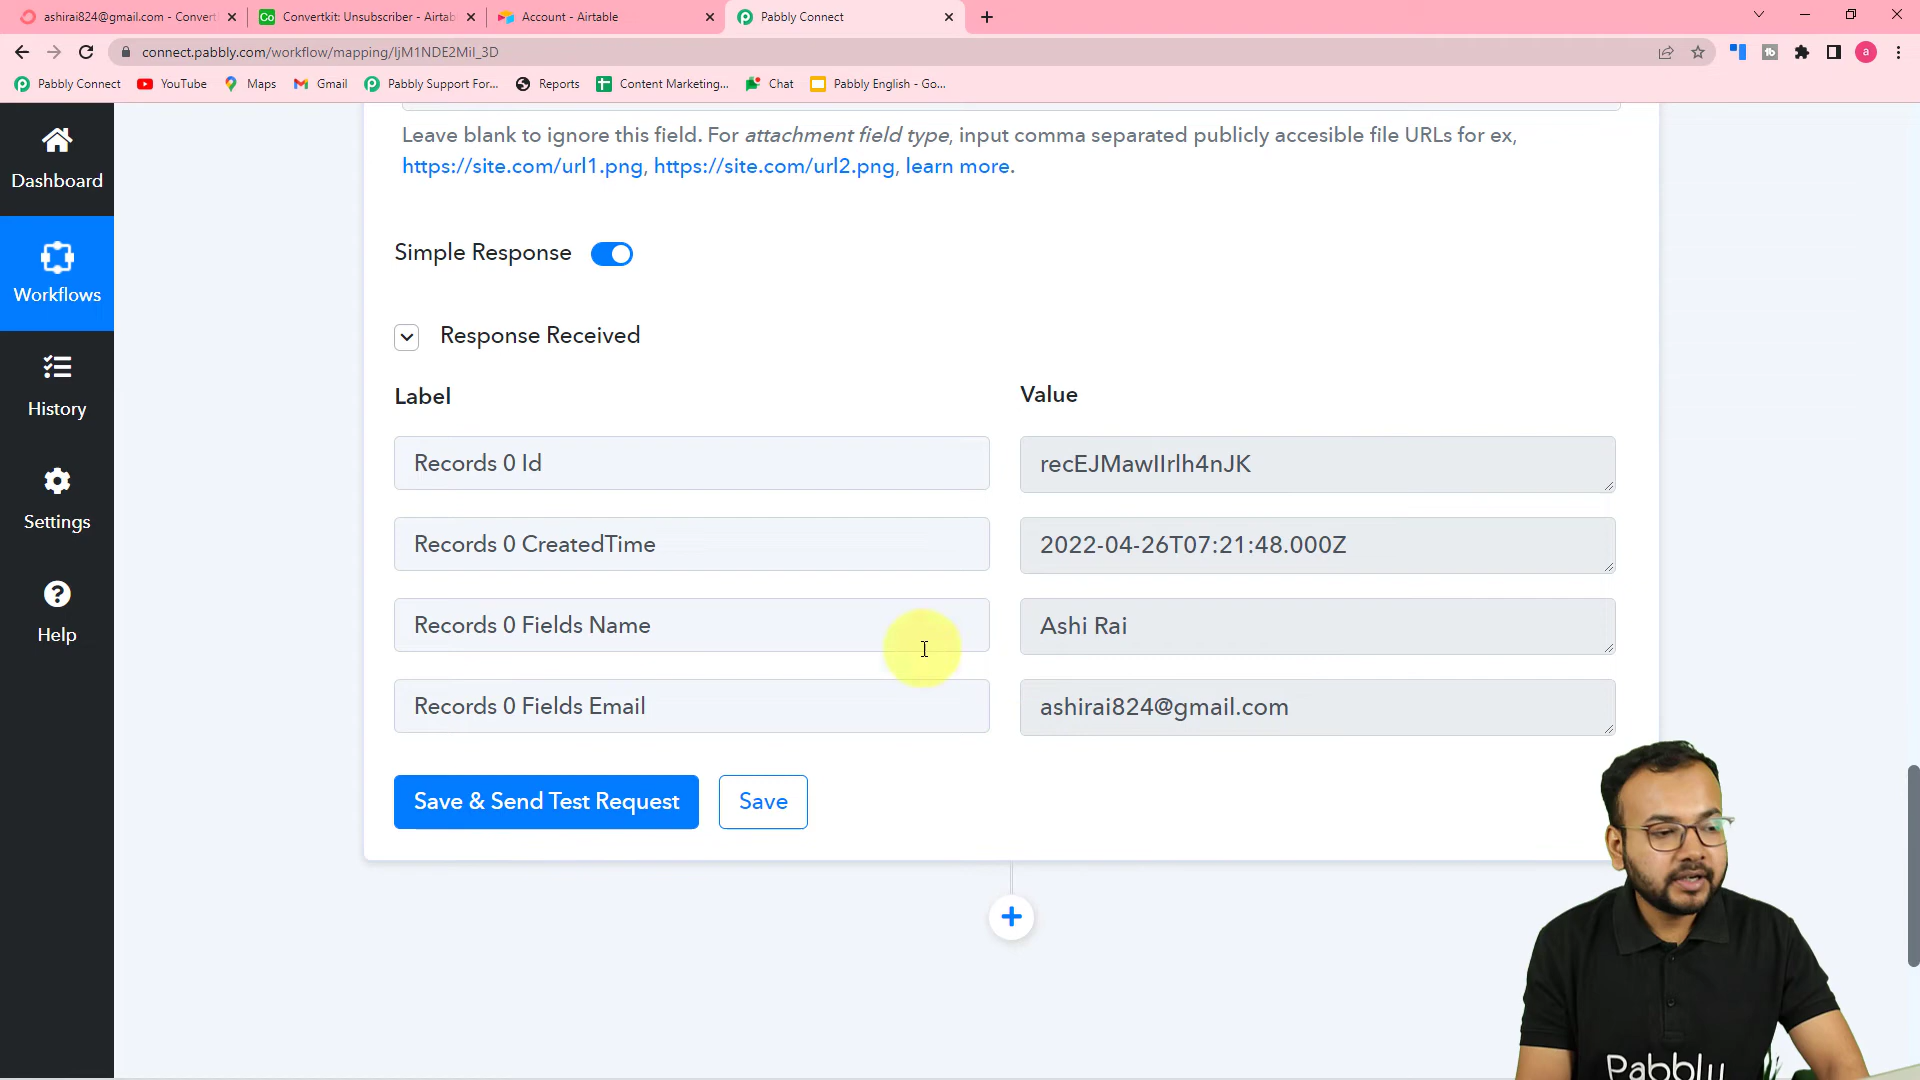 ashirai824@gmail.com - Convert
Convertkit: Unsubscriber - Airtab
Account - Airtable
Pabbly Connect
connect.pabbly.com/workflow/mapping/IjM1NDE2MiI_3D
a
Pabbly Connect
YouTube
Maps
Gmail
Pabbly Support For...
Reports
Content Marketing...
Chat
Pabbly English - Go...
Dashboard
Workflows
History
Settings
Help
Leave blank to ignore this field. For attachment field type, input comma separated publicly accesible file URLs for ex,
https://site.com/url1.png, https://site.com/url2.png, learn more.
Simple Response
Response Received
Label
Value
Records 0 Id
recEJMawIIrlh4nJK
Records 0 CreatedTime
2022-04-26T07:21:48.000Z
Records 0 Fields Name
Ashi Rai
Records 0 Fields Email
ashirai824@gmail.com
Save & Send Test Request
Save
Pabbly